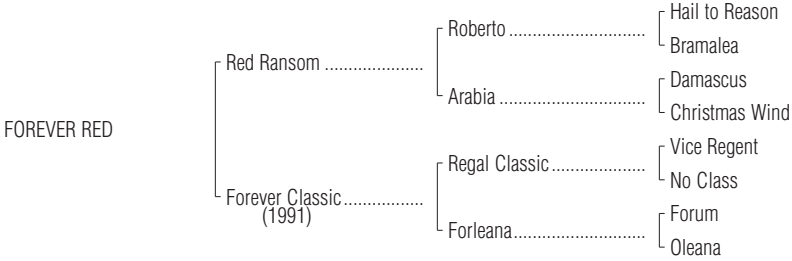 Hail to Reason
Roberto ............................
Bramalea
Red Ransom .....................
Damascus
Arabia ..............................
Christmas Wind
FOREVER RED
Vice Regent
Regal Classic ...................
No Class
Forever Classic .................
(1991)
Forum
Forleana ...........................
Oleana